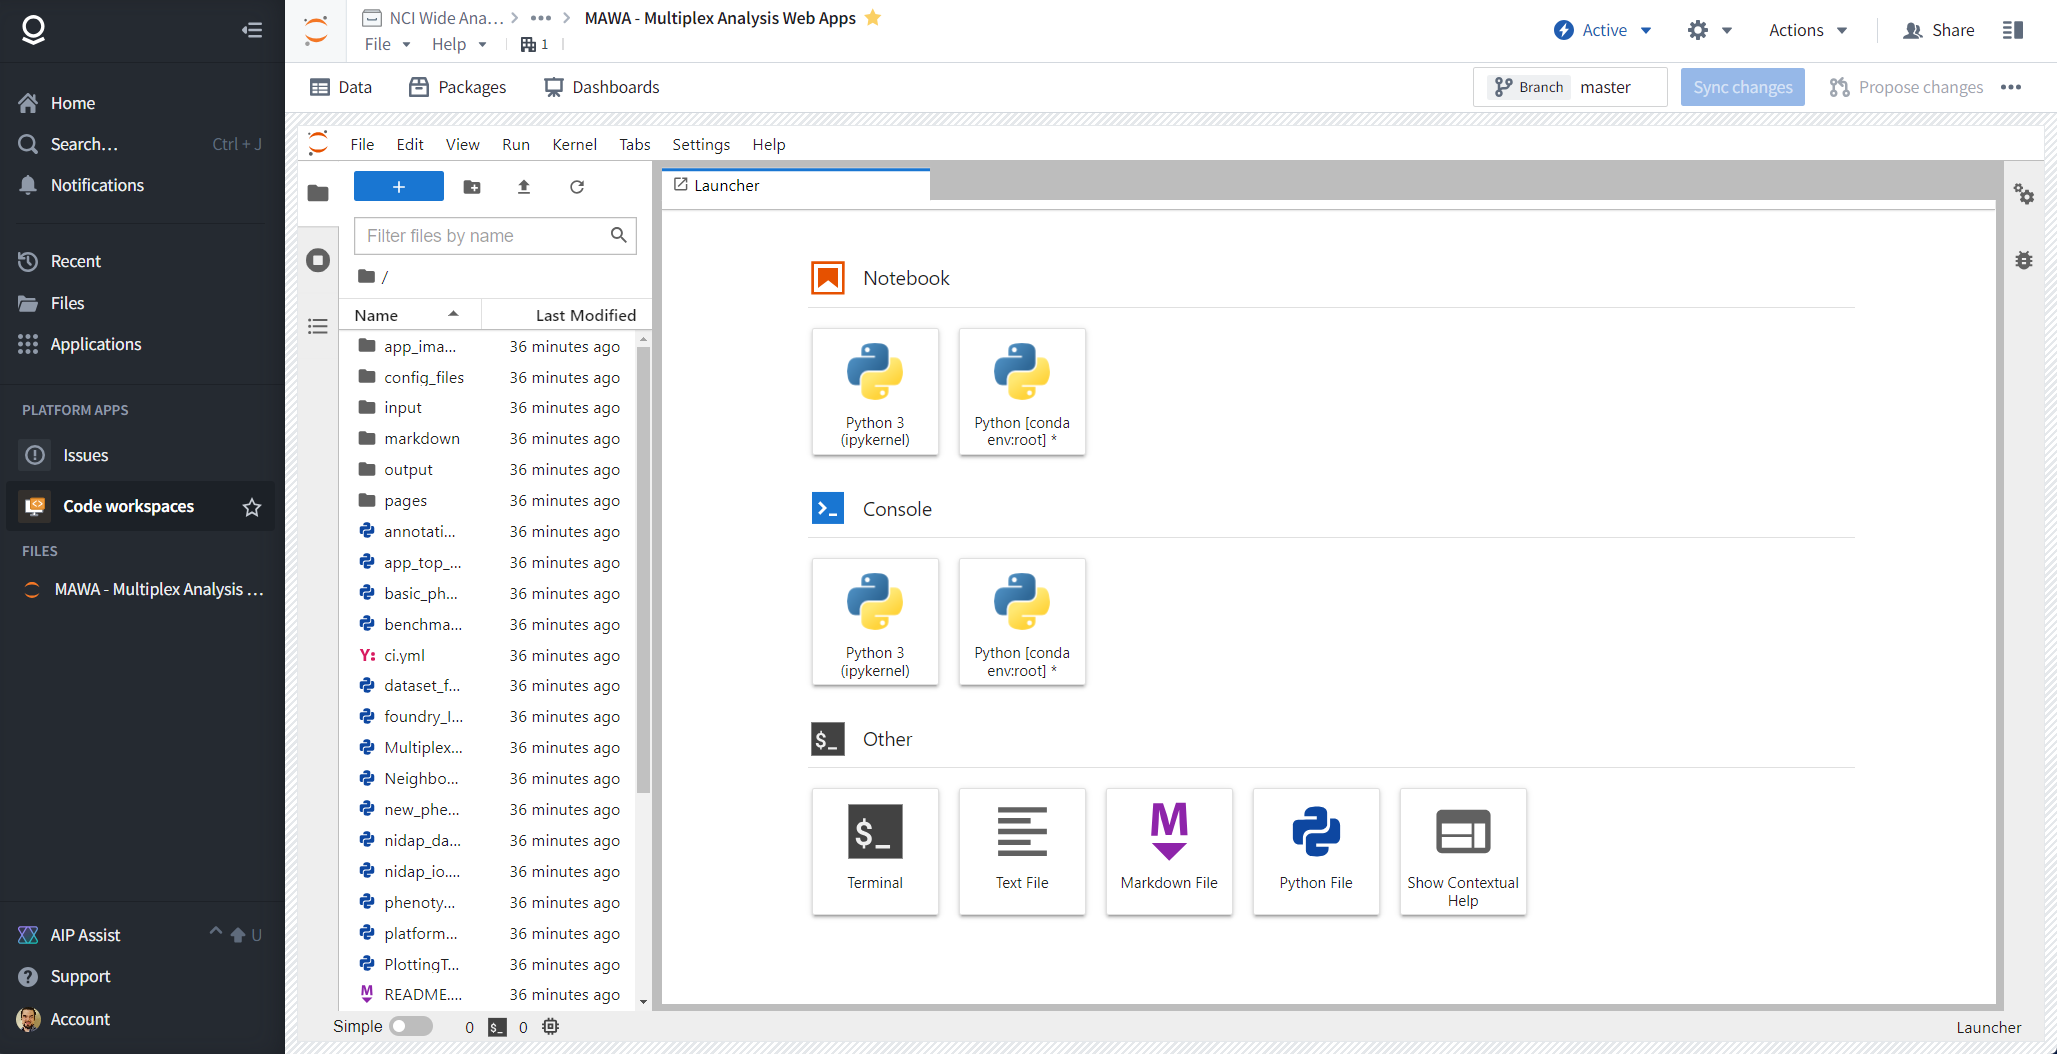 Home
Search…
Ctrl + J
Notifications
Recent
Files
Applications
PLATFORM APPS
Issues
Code workspaces
FILES
MAWA - Multiplex Analysis …
AIP Assist
U
Support
Account
NCI Wide Ana…
MAWA - Multiplex Analysis Web Apps
File
Help
1
Active
Actions
Share
Data
Packages
Dashboards
Branch
master
Sync changes
Propose changes
File
Edit
View
Run
Kernel
Tabs
Settings
Help
Filter files by name
/
Name
Last Modified
app_ima...
36 minutes ago
config_files
36 minutes ago
input
36 minutes ago
markdown
36 minutes ago
output
36 minutes ago
pages
36 minutes ago
annotati...
36 minutes ago
app_top_...
36 minutes ago
basic_ph...
36 minutes ago
benchma...
36 minutes ago
Y: ci.yml
36 minutes ago
dataset_f...
36 minutes ago
foundry_I...
36 minutes ago
Multiplex...
36 minutes ago
Neighbo...
36 minutes ago
new_phe...
36 minutes ago
nidap_da...
36 minutes ago
nidap_io....
36 minutes ago
phenoty...
36 minutes ago
platform...
36 minutes ago
PlottingT...
36 minutes ago
M README....
36 minutes ago
Simple
0
$_
0
Launcher
Launcher
Notebook
Python 3
(ipykernel)
Python [conda
env:root] *
>_ Console
Python 3
(ipykernel)
Python [conda
env:root] *
$_ Other
$_
Terminal
Text File
M
Markdown File
Python File
Show Contextual
Help